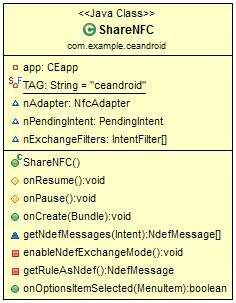 <<Java Class>>
ShareNFC
com.example.ceandroid
app: CEapp
TAG: String = "ceandroid"
nAdapter: NfcAdapter
nPendingIntent: PendingIntent
nExchangeFilters: IntentFilter[]
ShareNFC()
onResume():void
onPause():void
onCreate(Bundle):void
getNdefMessages(Intent):NdefMessage[]
enableNdefExchangeMode():void
getRuleAsNdef():NdefMessage
onOptionsItemSelected(MenuItem):boolean